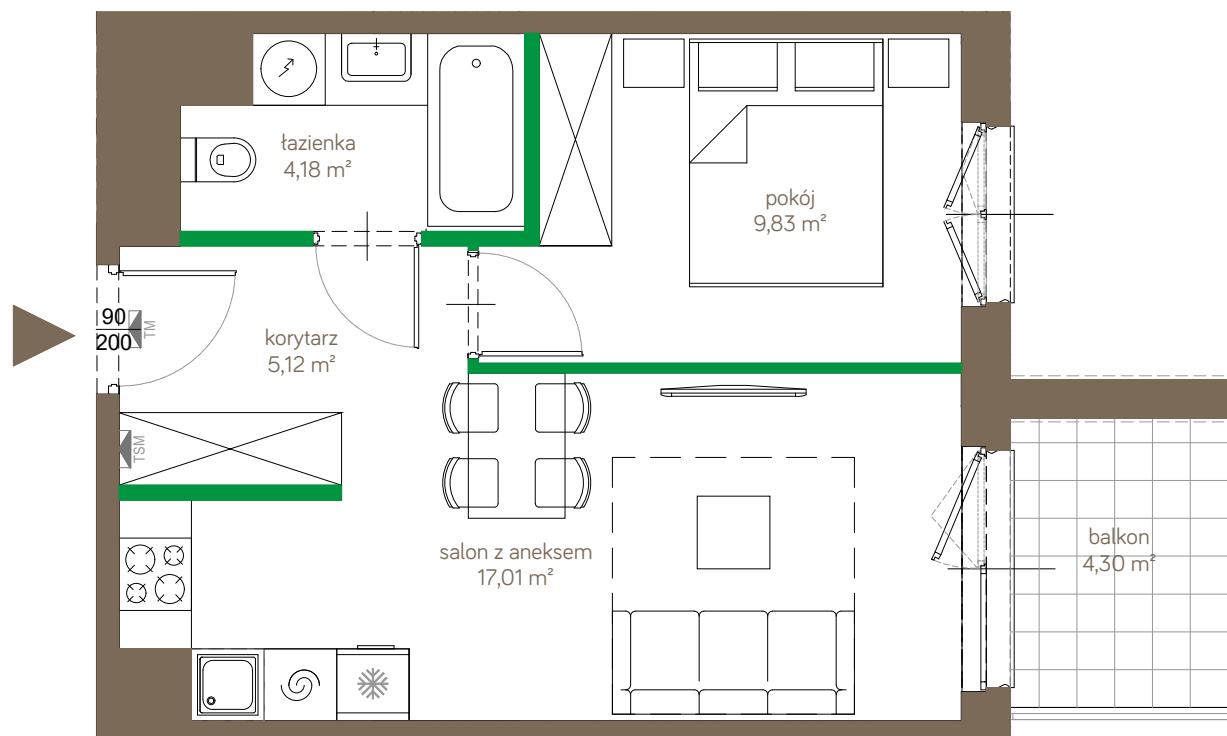 łazienka
4,18 m²
pokój
9,83 m²
90
200
TM
korytarz
5,12 m²
TSM
salon z aneksem
17,01 m²
balkon
4,30 m²